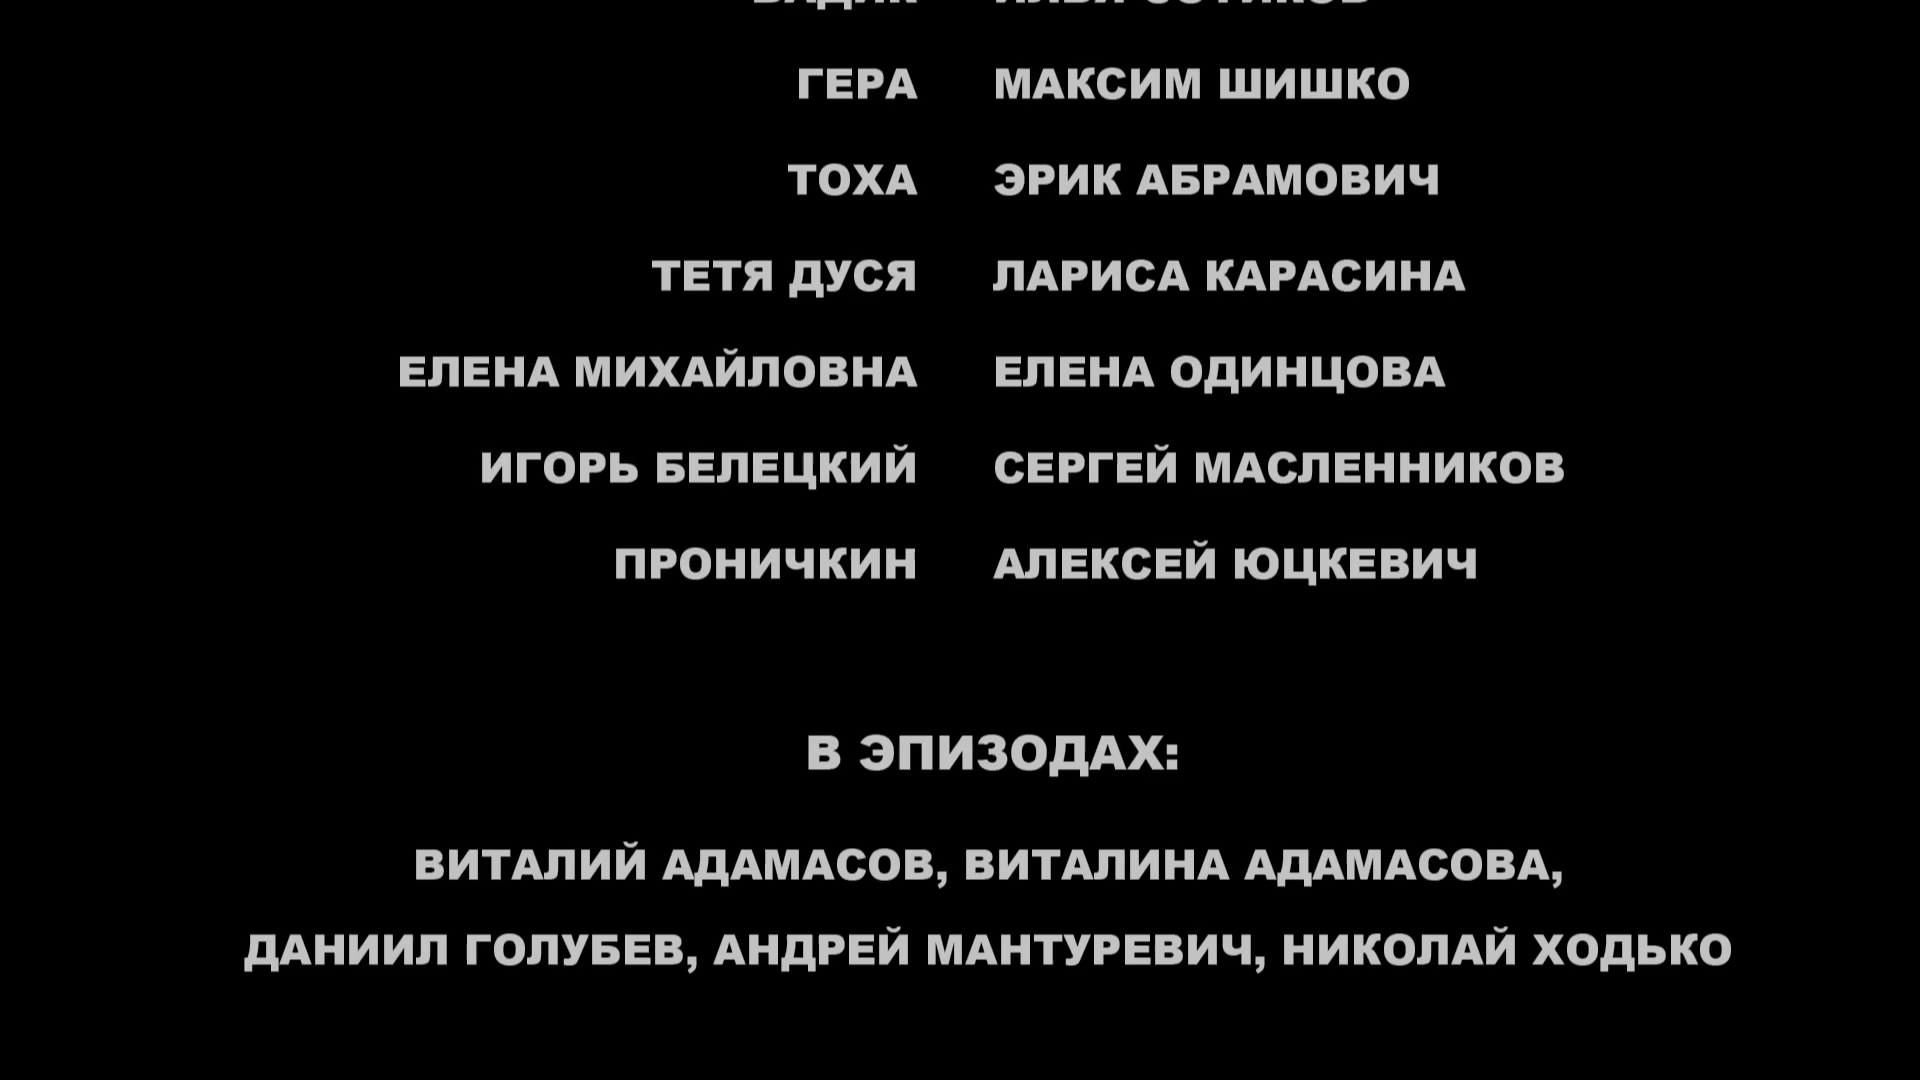 ГЕРА МАКСИМ ШИШКО
ТОХА ЭРИК АБРАМОВИЧ
ТЕТЯ ДУСЯ ЛАРИСА КАРАСИНА
ЕЛЕНА МИХАЙЛОВНА ЕЛЕНА ОДИНЦОВА
ИГОРЬ БЕЛЕЦКИЙ СЕРГЕЙ МАСЛЕННИКОВ
ПРОНИЧКИН АЛЕКСЕЙ ЮЦКЕВИЧ
В ЭПИЗОДАХ:
ВИТАЛИЙ АДАМАСОВ, ВИТАЛИНА АДАМАСОВА,
ДАНИИЛ ГОЛУБЕВ, АНДРЕЙ МАНТУРЕВИЧ, НИКОЛАЙ ХОДЬКО